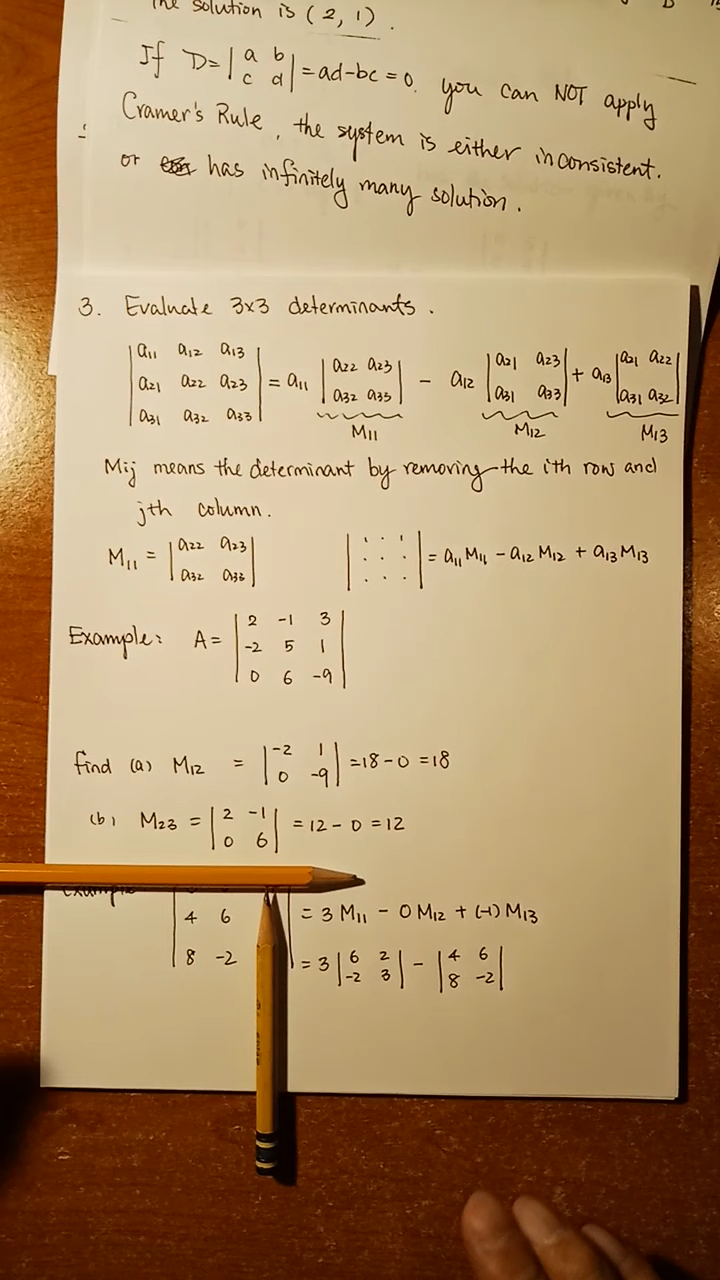 The solution is (2, 1).
If D = | a b | = ad-bc = 0. you can NOT apply
| c d |
Cramer's Rule, the system is either inconsistent.
or has infinitely many solution.
3. Evaluate 3x3 determinants.
| a11 a12 a13 |
| a21 a22 a23 | = a11 | a22 a23 | - a12 | a21 a23 | + a13 | a21 a22 |
| a31 a32 a33 | | a32 a33 | | a31 a33 | | a31 a32 |
M11 M12 M13
Mij means the determinant by removing the ith row and
jth column.
M11 = | a22 a23 | | . . . | = a11 M11 - a12 M12 + a13 M13
| a32 a33 |
Example: A = | 2 -1 3 |
| -2 5 1 |
| 0 6 -9 |
find (a) M12 = | -2 1 | = 18 - 0 = 18
| 0 -9 |
(b) M23 = | 2 -1 | = 12 - 0 = 12
| 0 6 |
Example
| 4 6 | = 3 M11 - 0 M12 + (-1) M13
| 8 -2 | = 3 | 6 2 | - | 4 6 |
| -2 3 | | 8 -2 |